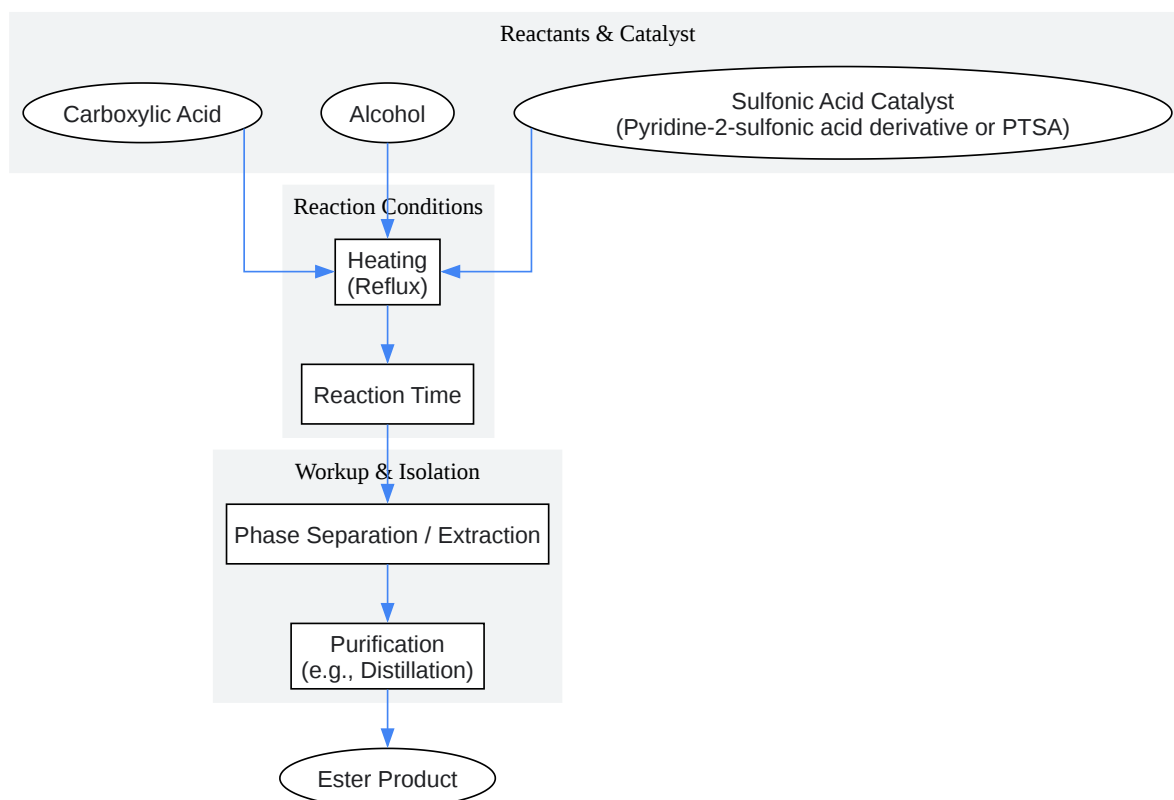 Reactants & Catalyst
Carboxylic Acid
Alcohol
Sulfonic Acid Catalyst
(Pyridine-2-sulfonic acid derivative or PTSA)
Reaction Conditions
Heating
(Reflux)
Reaction Time
Workup & Isolation
Phase Separation / Extraction
Purification
(e.g., Distillation)
Ester Product